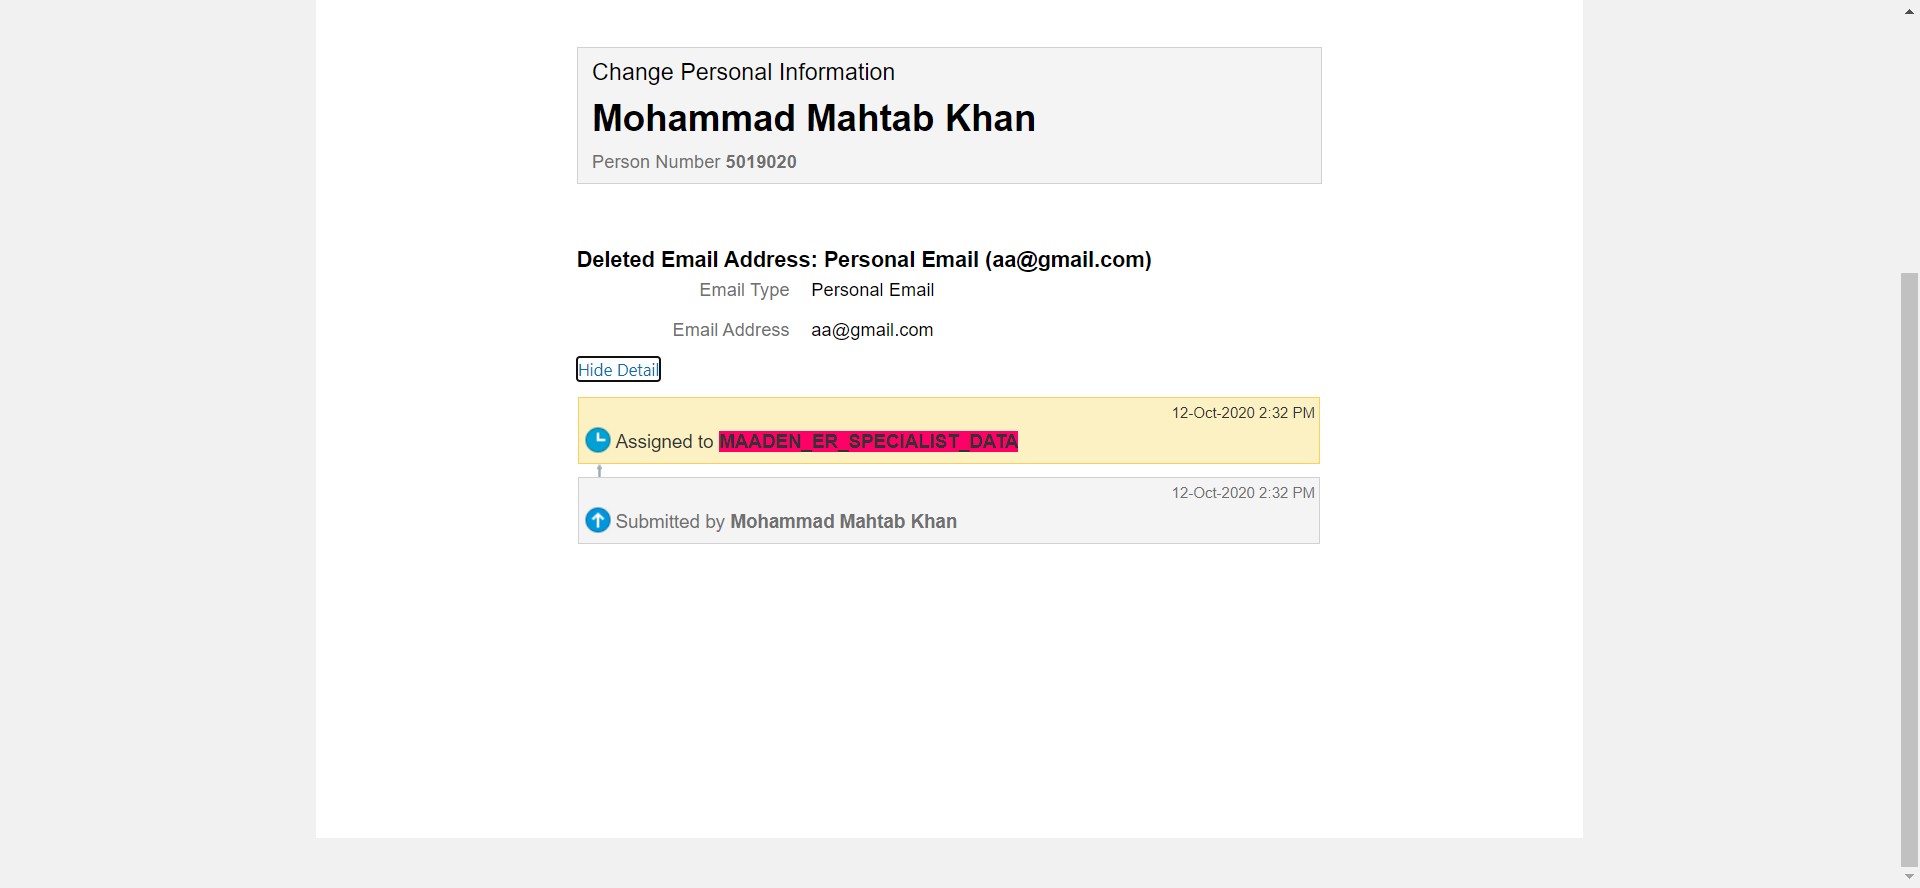 Change Personal Information
Mohammad Mahtab Khan
Person Number 5019020
Deleted Email Address: Personal Email (aa@gmail.com)
Email Type Personal Email
Email Address aa@gmail.com
Hide Detail
12-Oct-2020 2:32 PM
Assigned to MAADEN_ER_SPECIALIST_DATA
12-Oct-2020 2:32 PM
Submitted by Mohammad Mahtab Khan